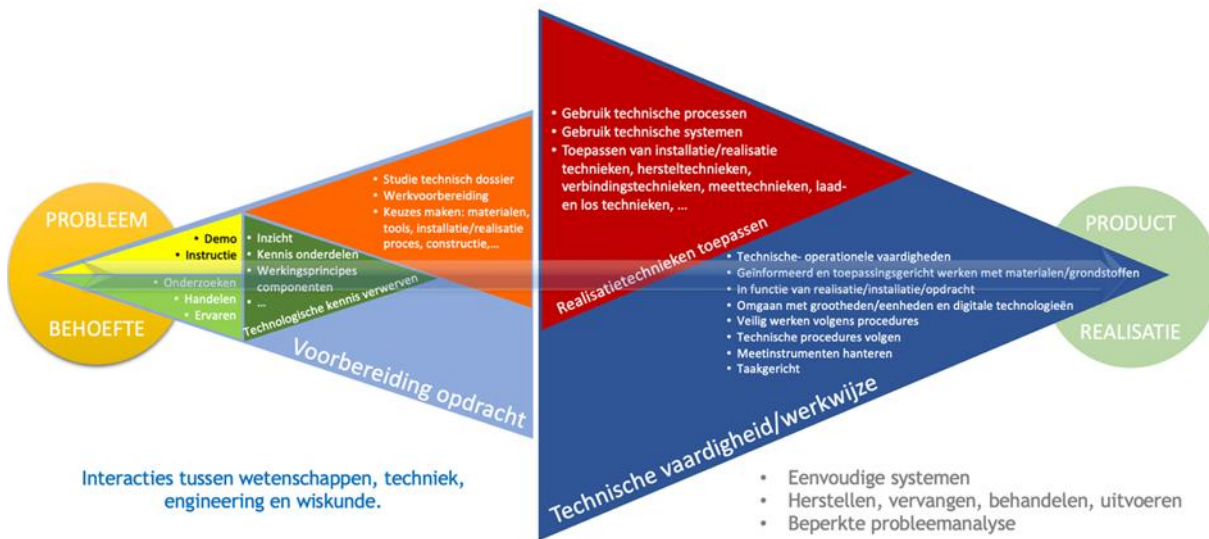 PROBLEEM
BEHOEFTE
• Demo
• Instructie
• Onderzoeken
• Handelen
• Ervaren
• Inzicht
• Kennis onderdelen
• Werkingsprincipes
componenten
• ...
Technologische kennis verwerven
• Studie technisch dossier
• Werkvoorbereiding
• Keuzes maken: materialen,
tools, installatie/realisatie
proces, constructie,...
Voorbereiding opdracht
• Gebruik technische processen
• Gebruik technische systemen
• Toepassen van installatie/realisatie
technieken, hersteltechnieken,
verbindingstechnieken, meettechnieken, laad-
en los technieken, ...
Realisatietechnieken toepassen
• Technische- operationele vaardigheden
• Geïnformeerd en toepassingsgericht werken met materialen/grondstoffen
• In functie van realisatie/installatie/opdracht
• Omgaan met grootheden/eenheden en digitale technologieën
• Veilig werken volgens procedures
• Technische procedures volgen
• Meetinstrumenten hanteren
• Taakgericht
Technische vaardigheid/werkwijze
PRODUCT
REALISATIE
Interacties tussen wetenschappen, techniek,
engineering en wiskunde.
• Eenvoudige systemen
• Herstellen, vervangen, behandelen, uitvoeren
• Beperkte probleemanalyse